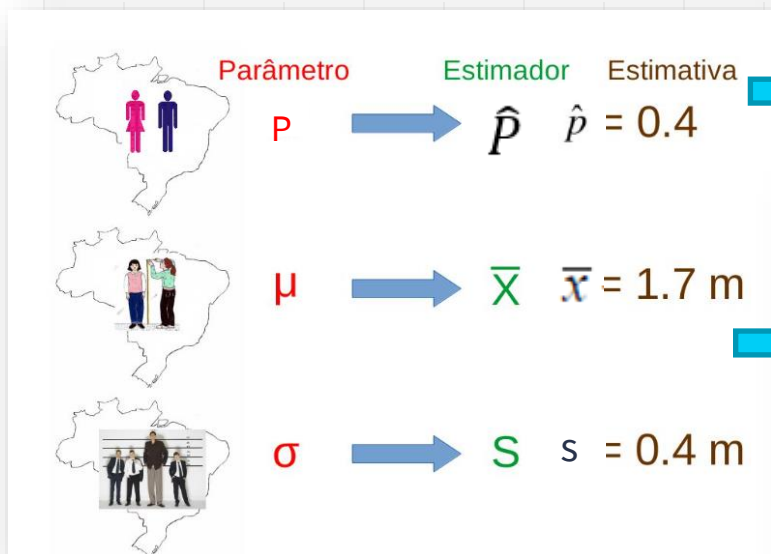 Parâmetro Estimador Estimativa
P P̂ p̂ = 0.4
μ X̅ x̅ = 1.7 m
σ S s = 0.4 m